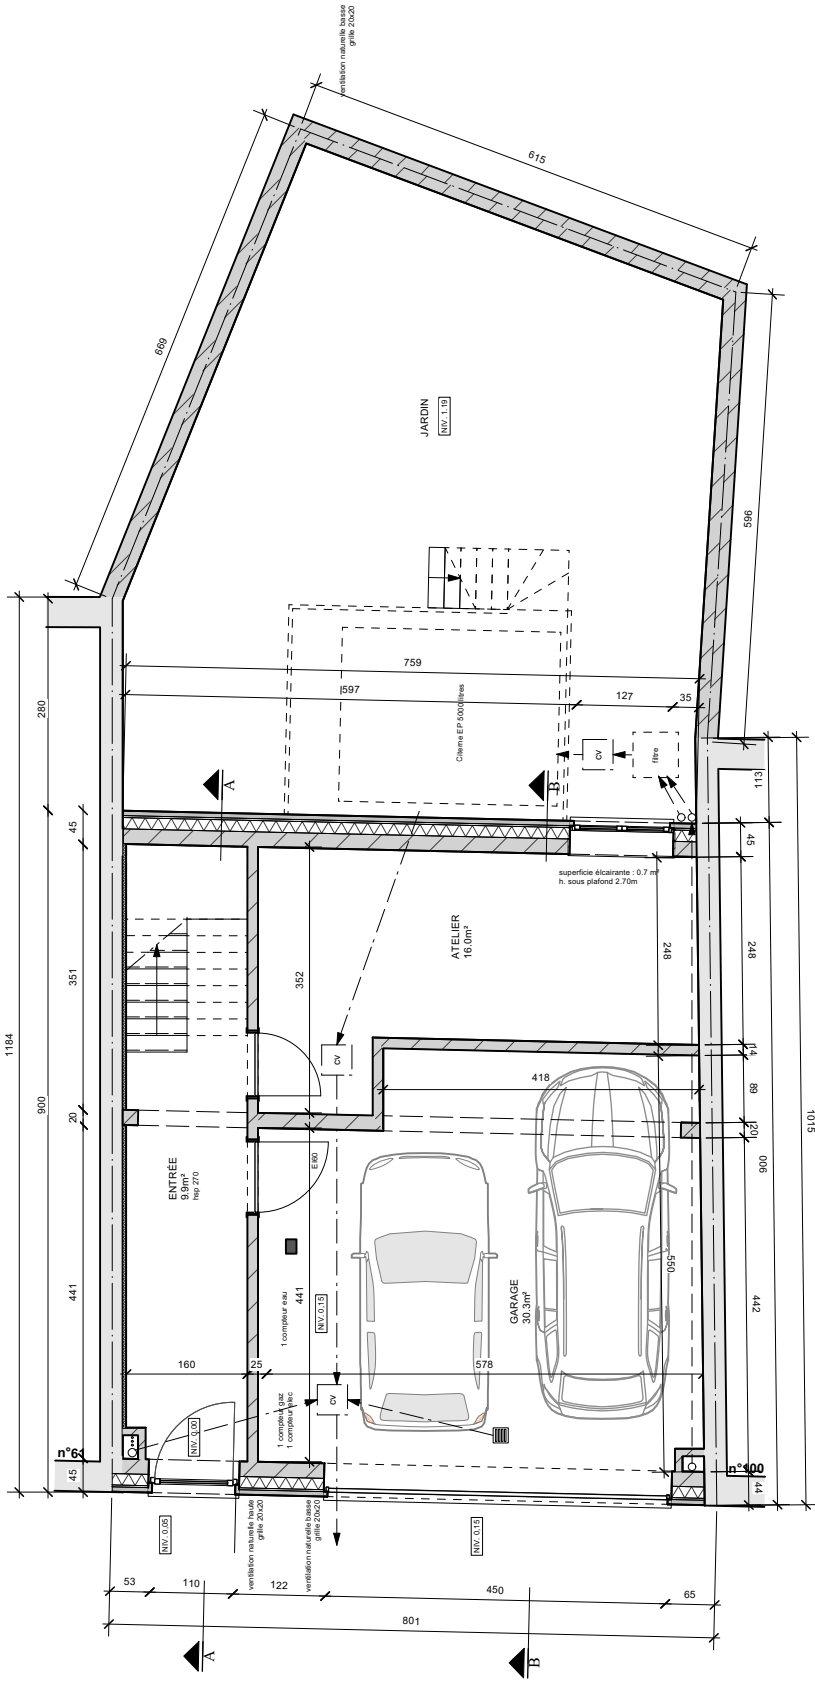 ventilation naturelle basse
grille 20x20
615
669
JARDIN
NIV. 1.19
596
759
597
127
35
280
Citerne EP 5000litres
cv
filtre
113
A
B
45
45
superficie élcairante : 0.7 m²
h. sous plafond 2.70m
ATELIER
16.0m²
351
352
248
248
1184
900
cv
14
418
89
20
20
1015
900
ENTRÉE
9.9m²
hsp 270
EI60
441
441
1 compteur eau
NIV. 0,15
GARAGE
30.3m²
550
442
160
25
578
1 compteur gaz
1 compteur elec
cv
NIV. 0,00
n°6
n°100
45
44
NIV. 0,05
ventilation naturelle haute
grille 20x20
ventilation naturelle basse
grille 20x20
NIV. 0,15
53
110
122
450
65
801
A
B